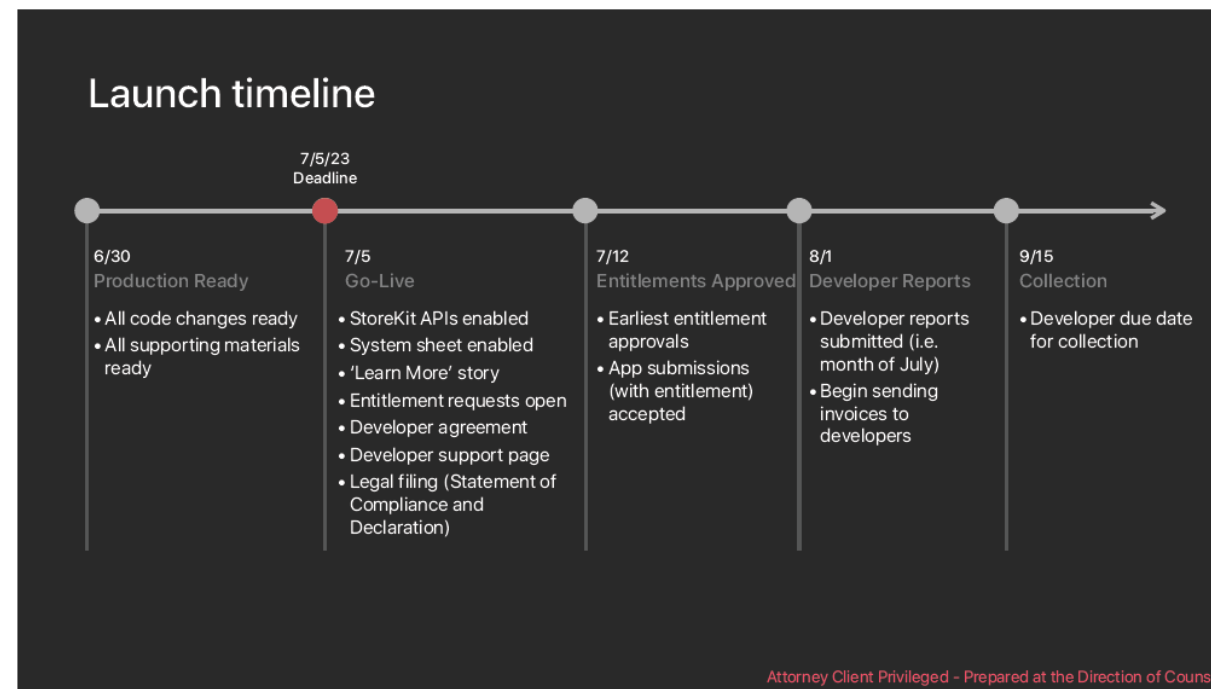 Launch timeline
7/5/23
Deadline
6/30
Production Ready
• All code changes ready
• All supporting materials
ready
7/5
Go-Live
• StoreKit APIs enabled
• System sheet enabled
• ‘Learn More’ story
• Entitlement requests open
• Developer agreement
• Developer support page
• Legal filing (Statement of
Compliance and
Declaration)
7/12
Entitlements Approved
• Earliest entitlement
approvals
• App submissions
(with entitlement)
accepted
8/1
Developer Reports
• Developer reports
submitted (i.e.
month of July)
• Begin sending
invoices to
developers
9/15
Collection
• Developer due date
for collection
Attorney Client Privileged - Prepared at the Direction of Couns